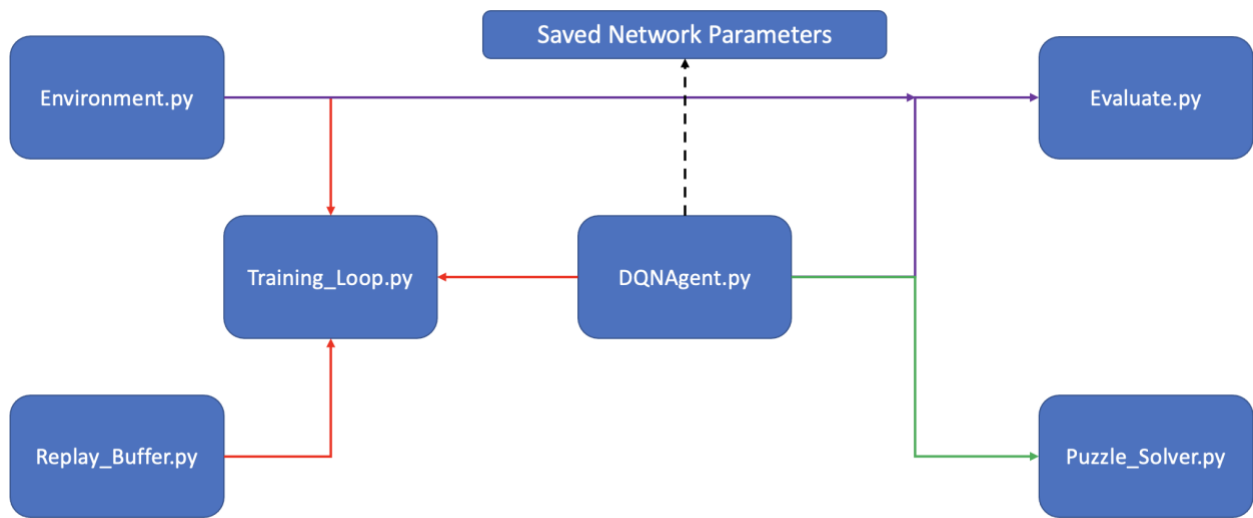 Saved Network Parameters
Environment.py
Evaluate.py
Training_Loop.py
DQNAgent.py
Replay_Buffer.py
Puzzle_Solver.py